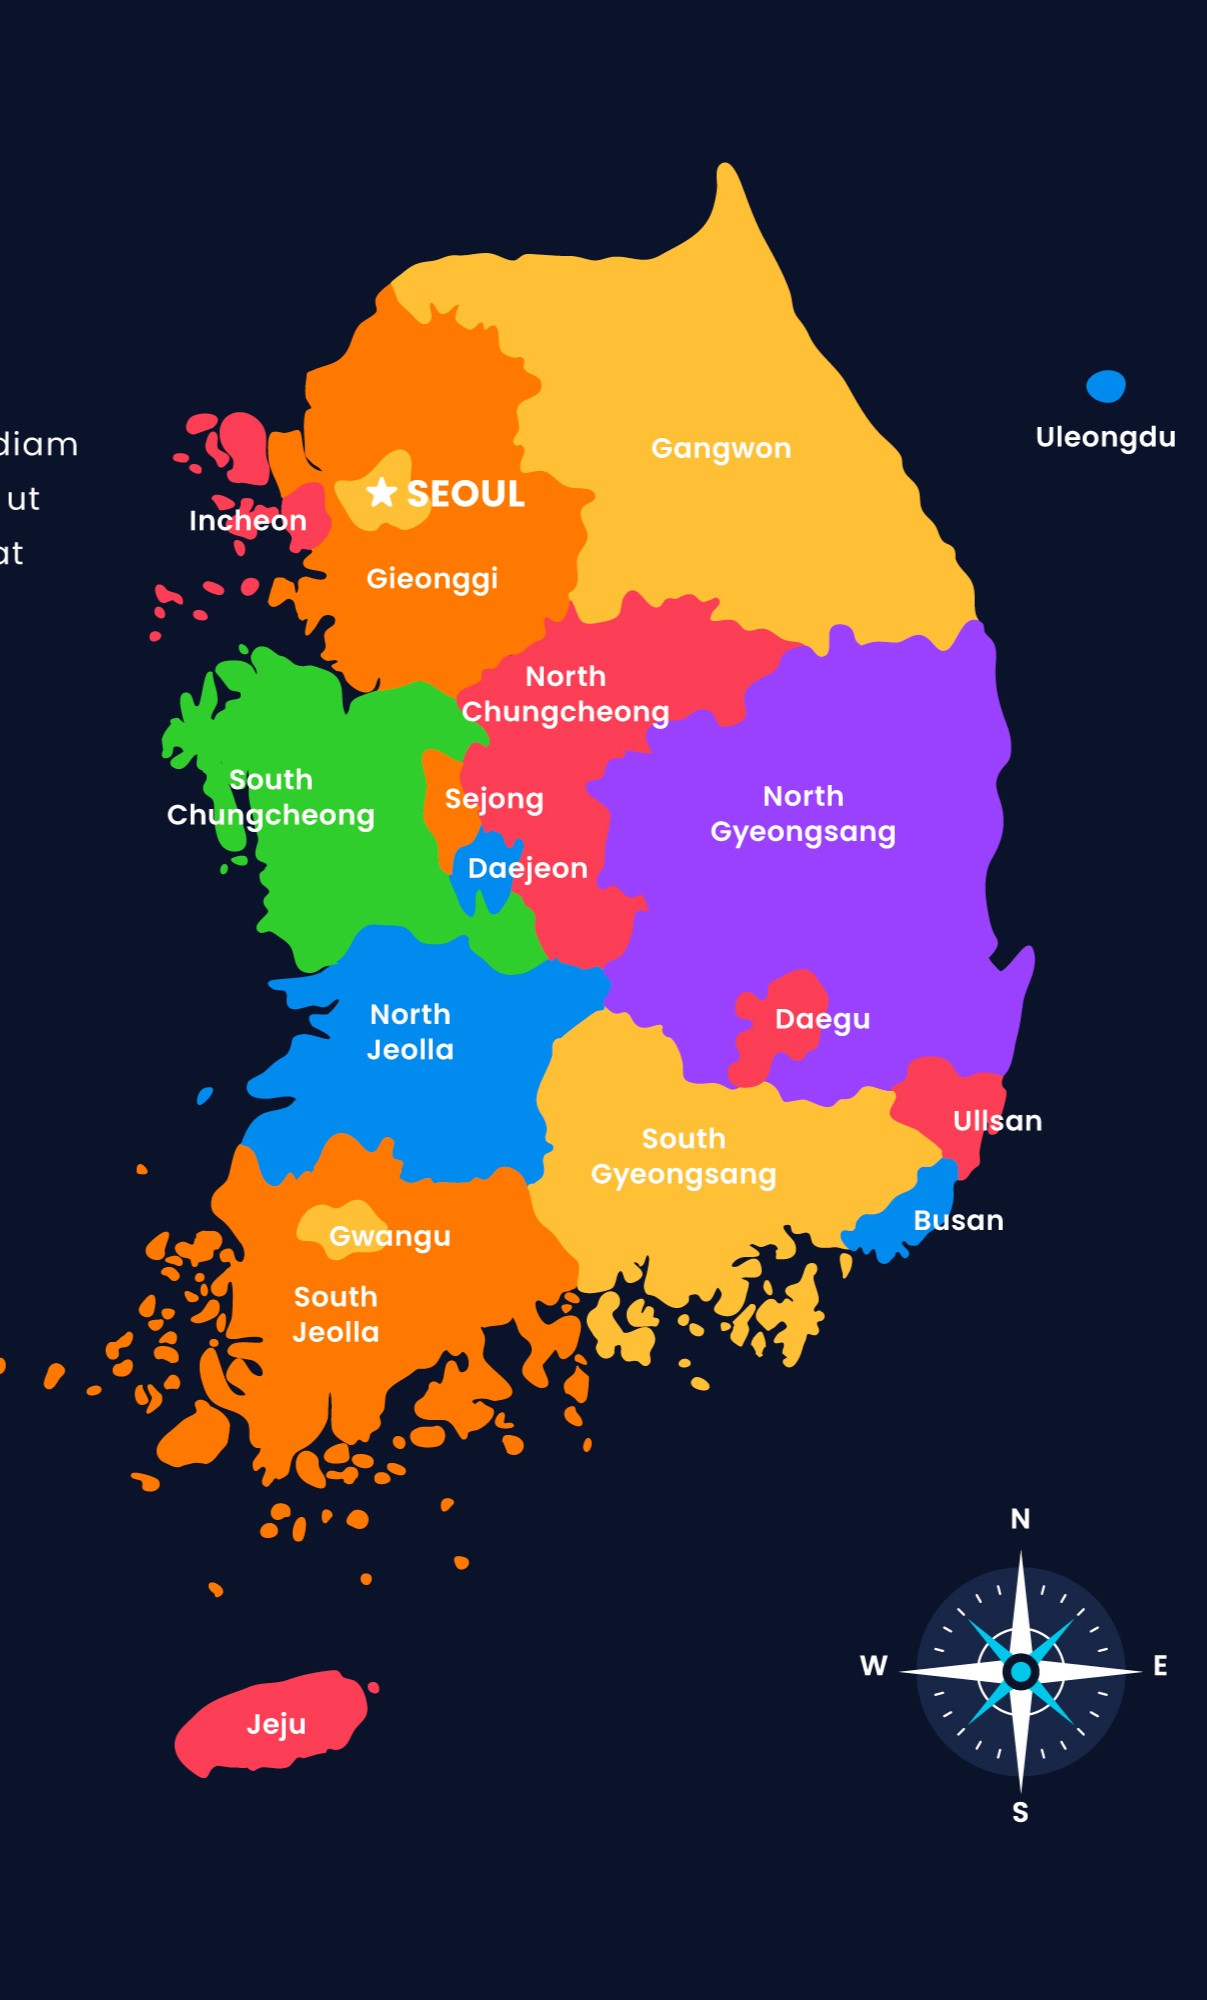 diam
ut
at
Gangwon
Uleongdu
SEOUL
Incheon
Gieonggi
North
Chungcheong
South
Chungcheong
Sejong
North
Gyeongsang
Daejeon
North
Jeolla
Daegu
Ullsan
South
Gyeongsang
Busan
Gwangu
South
Jeolla
N
W
E
S
Jeju